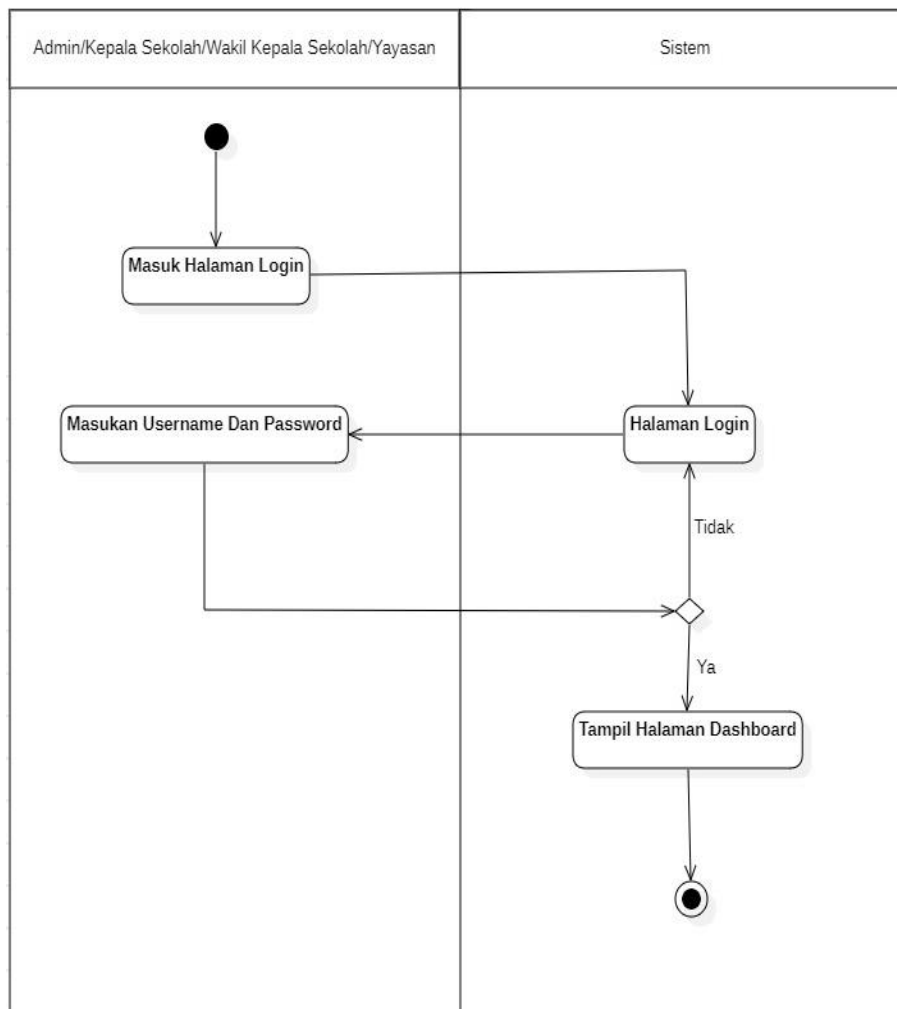 Admin/Kepala Sekolah/Wakil Kepala Sekolah/Yayasan
Sistem
Masuk Halaman Login
Masukan Username Dan Password
Halaman Login
Tidak
Ya
Tampil Halaman Dashboard